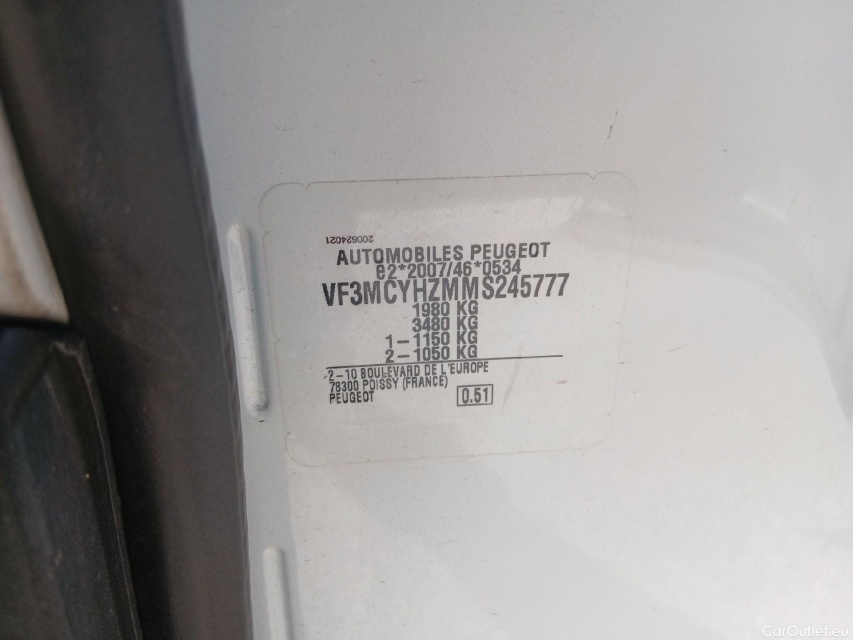 200624021
AUTOMOBILES PEUGEOT
e2*2007/46*0534
VF3MCYHZMMS245777
1980 KG
3480 KG
1-1150 KG
2-1050 KG
2-10 BOULEVARD DE L'EUROPE
78300 POISSY (FRANCE)
PEUGEOT
0.51
CarOutlet.eu